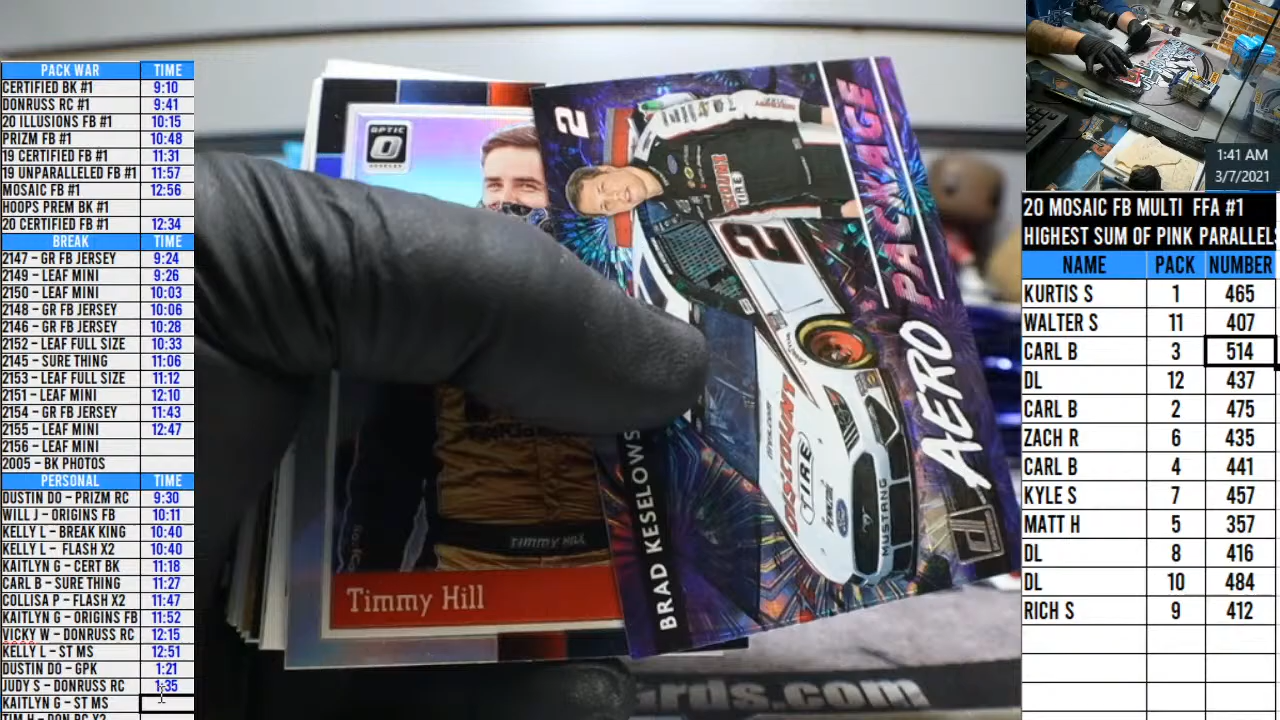 PACK WAR TIME
CERTIFIED BK #1 9:10
DONRUSS RC #1 9:41
20 ILLUSIONS FB #1 10:15
PRIZM FB #1 10:48
19 CERTIFIED FB #1 11:31
19 UNPARALLELED FB #1 11:57
MOSAIC FB #1 12:56
HOOPS PREM BK #1
20 CERTIFIED FB #1 12:34
BREAK TIME
2147 – GR FB JERSEY 9:24
2149 – LEAF MINI 9:26
2150 – LEAF MINI 10:03
2148 – GR FB JERSEY 10:06
2146 – GR FB JERSEY 10:28
2152 – LEAF FULL SIZE 10:33
2145 – SURE THING 11:06
2153 – LEAF FULL SIZE 11:12
2151 – LEAF MINI 12:10
2154 – GR FB JERSEY 11:43
2155 – LEAF MINI 12:47
2156 – LEAF MINI
2005 – BK PHOTOS
PERSONAL TIME
DUSTIN DO – PRIZM RC 9:30
WILL J – ORIGINS FB 10:11
KELLY L – BREAK KING 10:40
KELLY L – FLASH X2 10:40
KAITLYN G – CERT BK 11:18
CARL B – SURE THING 11:27
COLLISA P – FLASH X2 11:47
KAITLYN G – ORIGINS FB 11:52
VICKY W – DONRUSS RC 12:15
KELLY L – ST MS 12:51
DUSTIN DO – GPK 1:21
JUDY S – DONRUSS RC 1:35
KAITLYN G – ST MS
TIM H – DON RC X2
OPTIC
TIMMY HILL
Timmy Hill
2
PACKAGE
AERO
2
DISCOUNT
TIRE
MUSTANG
BRAD KESELOWS
rds.com
1:41 AM
3/7/2021
20 MOSAIC FB MULTI FFA #1
HIGHEST SUM OF PINK PARALLELS
NAME PACK NUMBER
KURTIS S 1 465
WALTER S 11 407
CARL B 3 514
DL 12 437
CARL B 2 475
ZACH R 6 435
CARL B 4 441
KYLE S 7 457
MATT H 5 357
DL 8 416
DL 10 484
RICH S 9 412